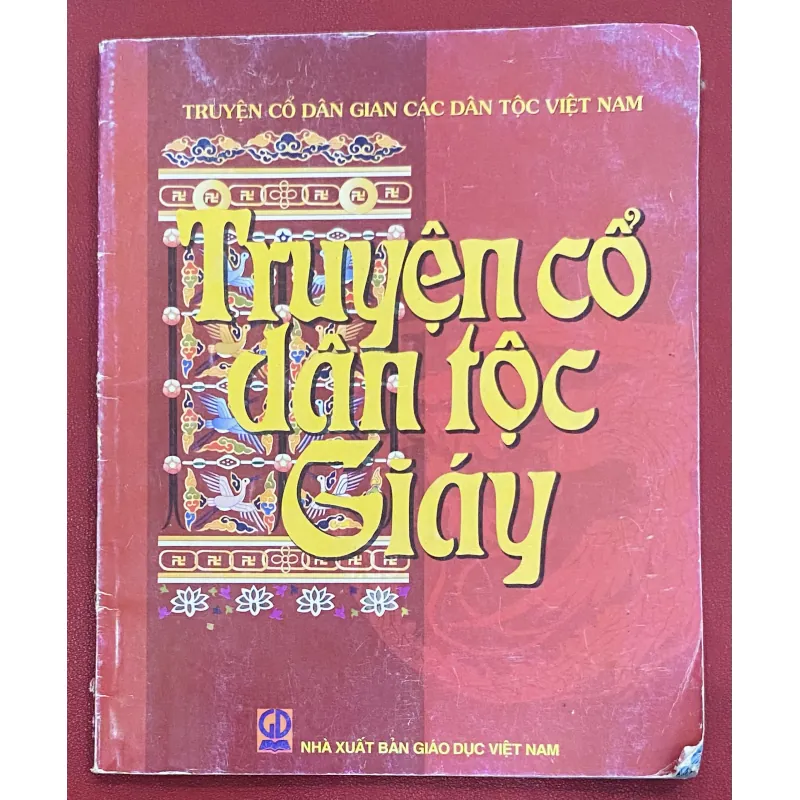 TRUYỆN CỔ DÂN GIAN CÁC DÂN TỘC VIỆT NAM
Truyện cổ
dân tộc
Giáy
GD
NHÀ XUẤT BẢN GIÁO DỤC VIỆT NAM